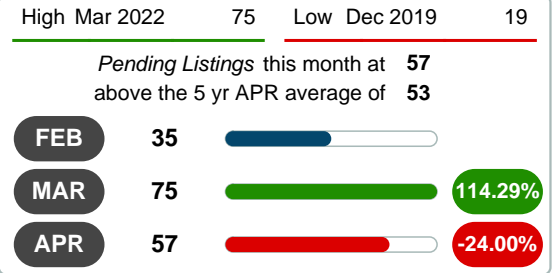 High Mar 2022 75 Low Dec 2019 19
Pending Listings this month at 57
above the 5 yr APR average of 53
FEB 35
MAR 75 114.29%
APR 57 -24.00%